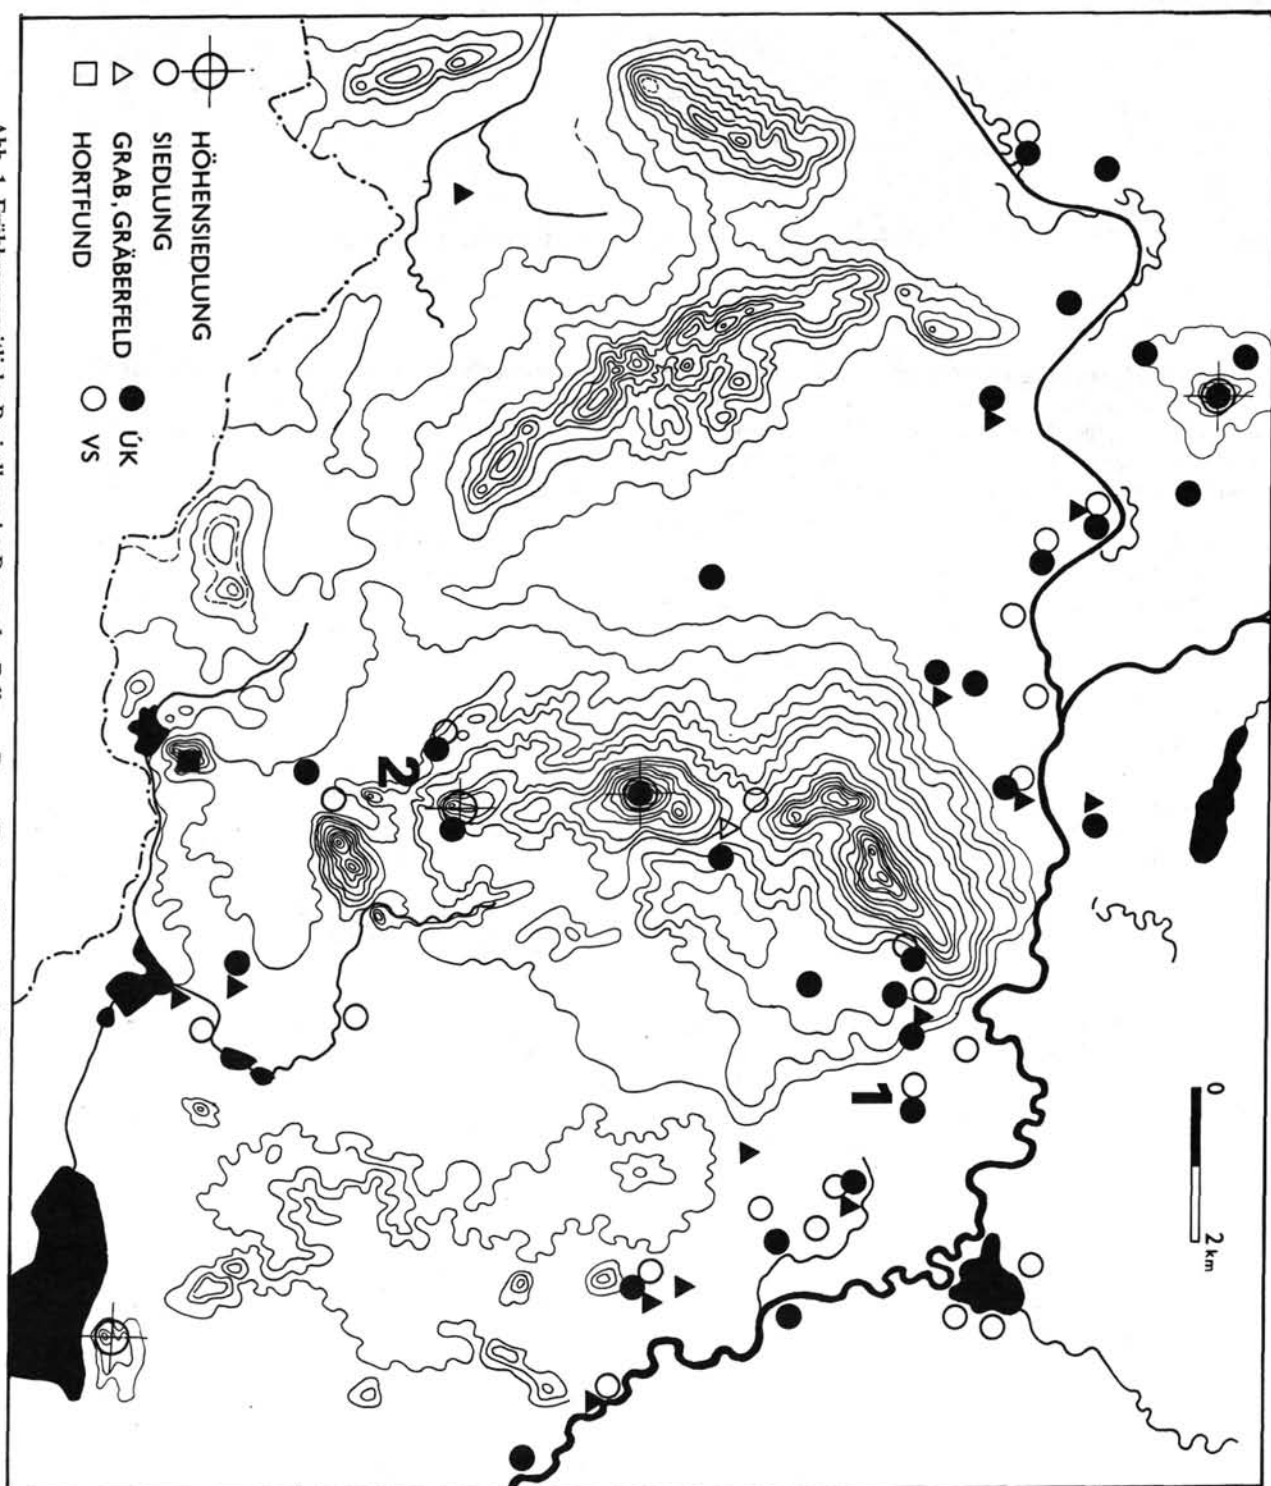 HÖHENSIEDLUNG
SIEDLUNG
GRAB, GRÄBERFELD
HORTFUND
ÚK
VS
1
2
0 2 km